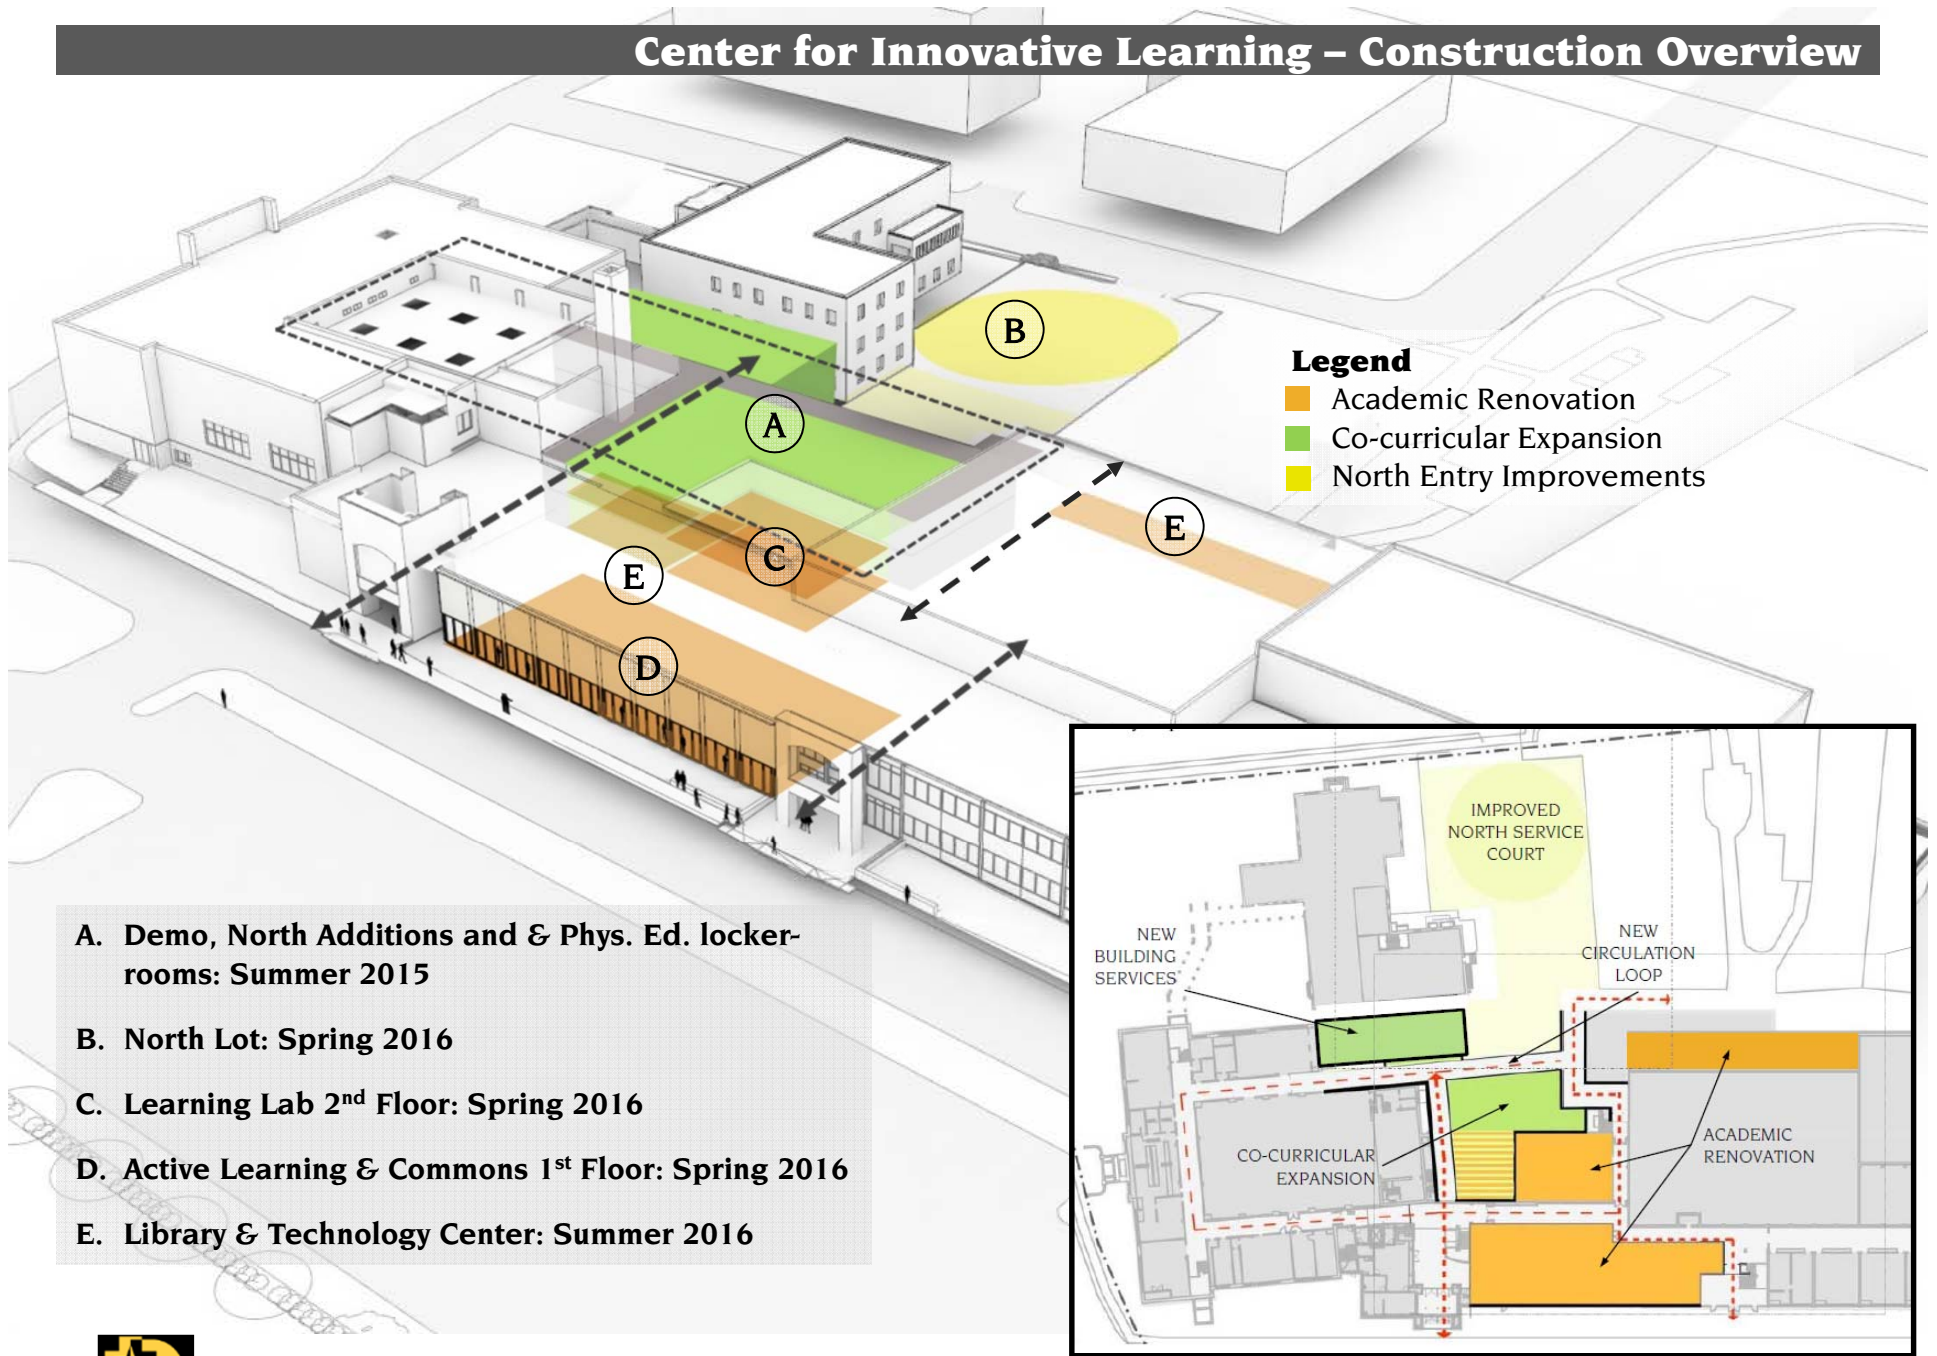 Center for Innovative Learning – Construction Overview
B
Legend
Academic Renovation
Co-curricular Expansion
North Entry Improvements
A
E
C
E
D
A. Demo, North Additions and & Phys. Ed. locker-
rooms: Summer 2015
B. North Lot: Spring 2016
C. Learning Lab 2nd Floor: Spring 2016
D. Active Learning & Commons 1st Floor: Spring 2016
E. Library & Technology Center: Summer 2016
IMPROVED
NORTH SERVICE
COURT
NEW
BUILDING
SERVICES
NEW
CIRCULATION
LOOP
CO-CURRICULAR
EXPANSION
ACADEMIC
RENOVATION